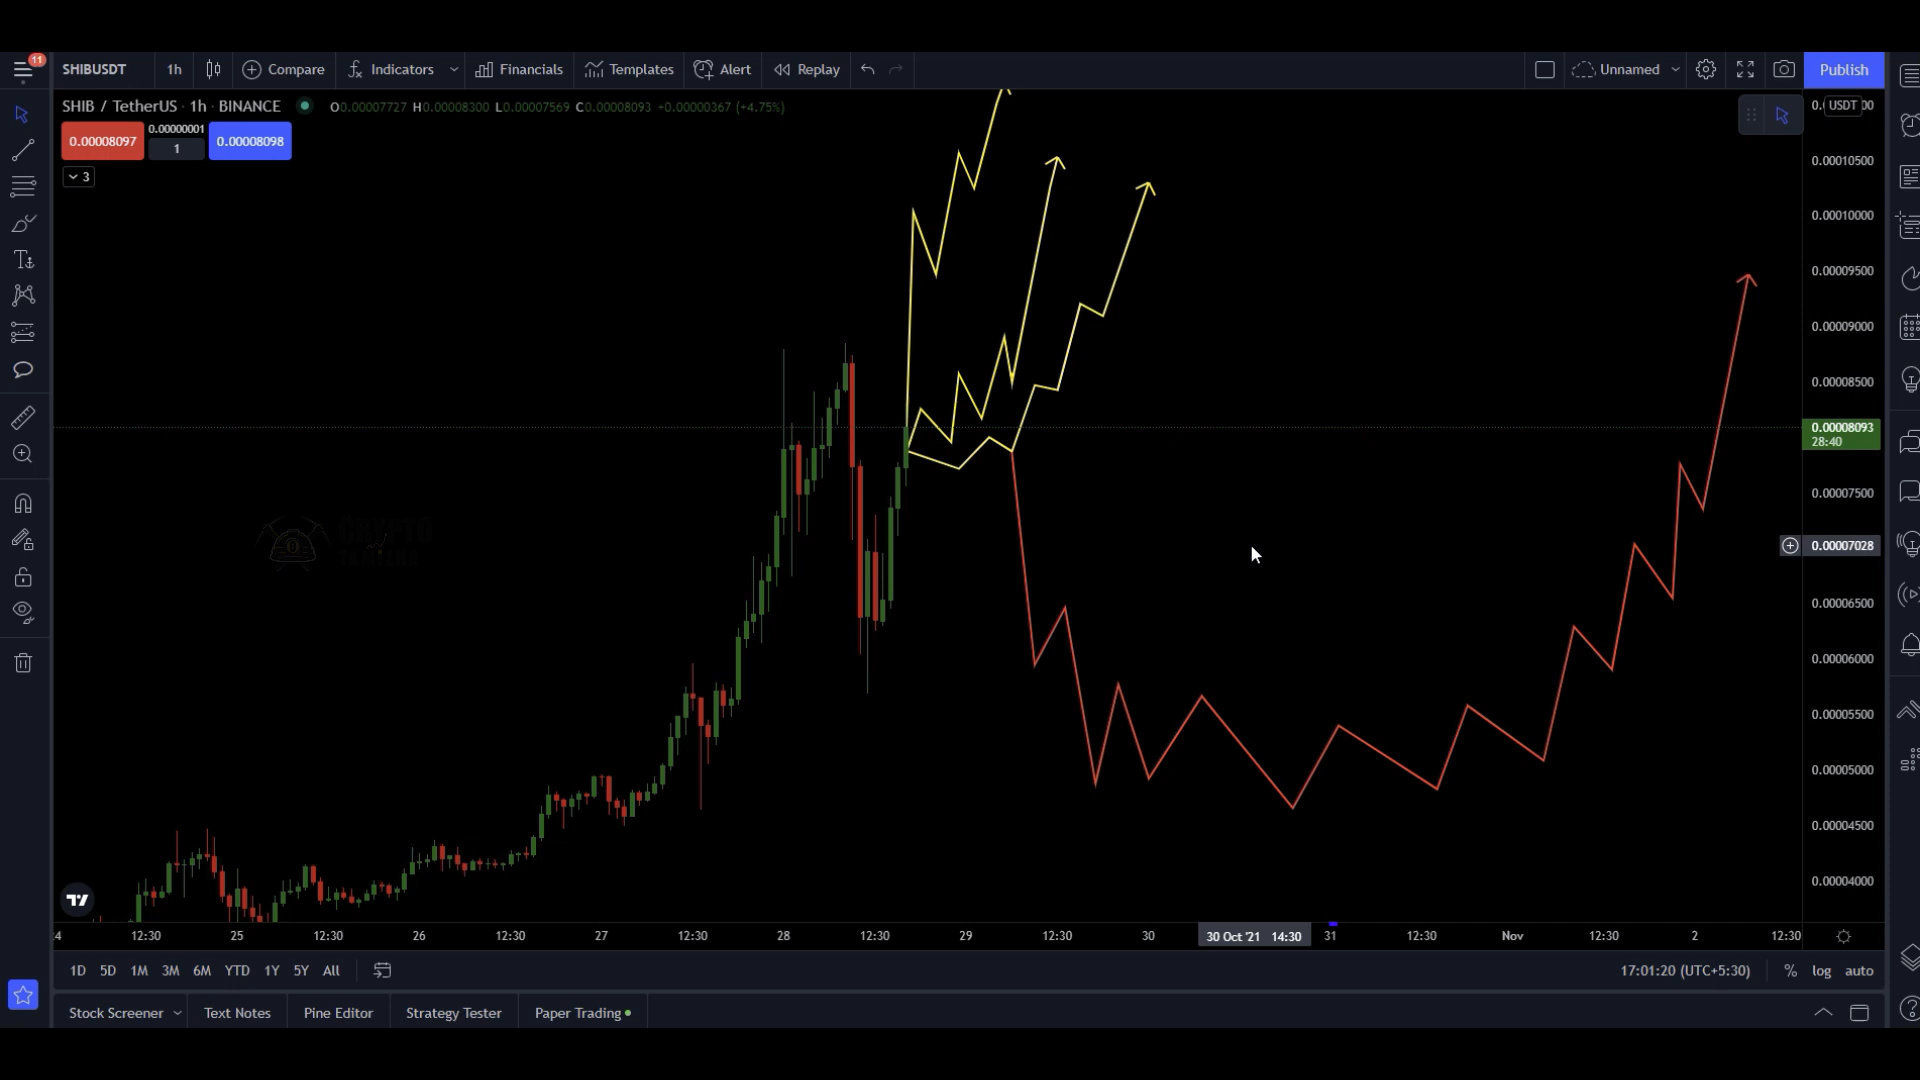 11
SHIBUSDT 1h Compare Indicators Financials Templates Alert Replay Unnamed Publish
SHIB / TetherUS · 1h · BINANCE O0.00007727 H0.00008300 L0.00007569 C0.00008093 +0.00000367 (+4.75%)
USDT
0.00008097 0.00000001 1 0.00008098
3
0.00010500
0.00010000
0.00009500
0.00009000
0.00008500
0.00008093
28:40
0.00007500
0.00007028
0.00006500
0.00006000
0.00005500
0.00005000
0.00004500
0.00004000
CRYPTO
12:30 25 12:30 26 12:30 27 12:30 28 12:30 29 12:30 30 30 Oct '21 14:30 31 12:30 Nov 12:30 2 12:30
1D 5D 1M 3M 6M YTD 1Y 5Y All 17:01:20 (UTC+5:30) % log auto
Stock Screener Text Notes Pine Editor Strategy Tester Paper Trading